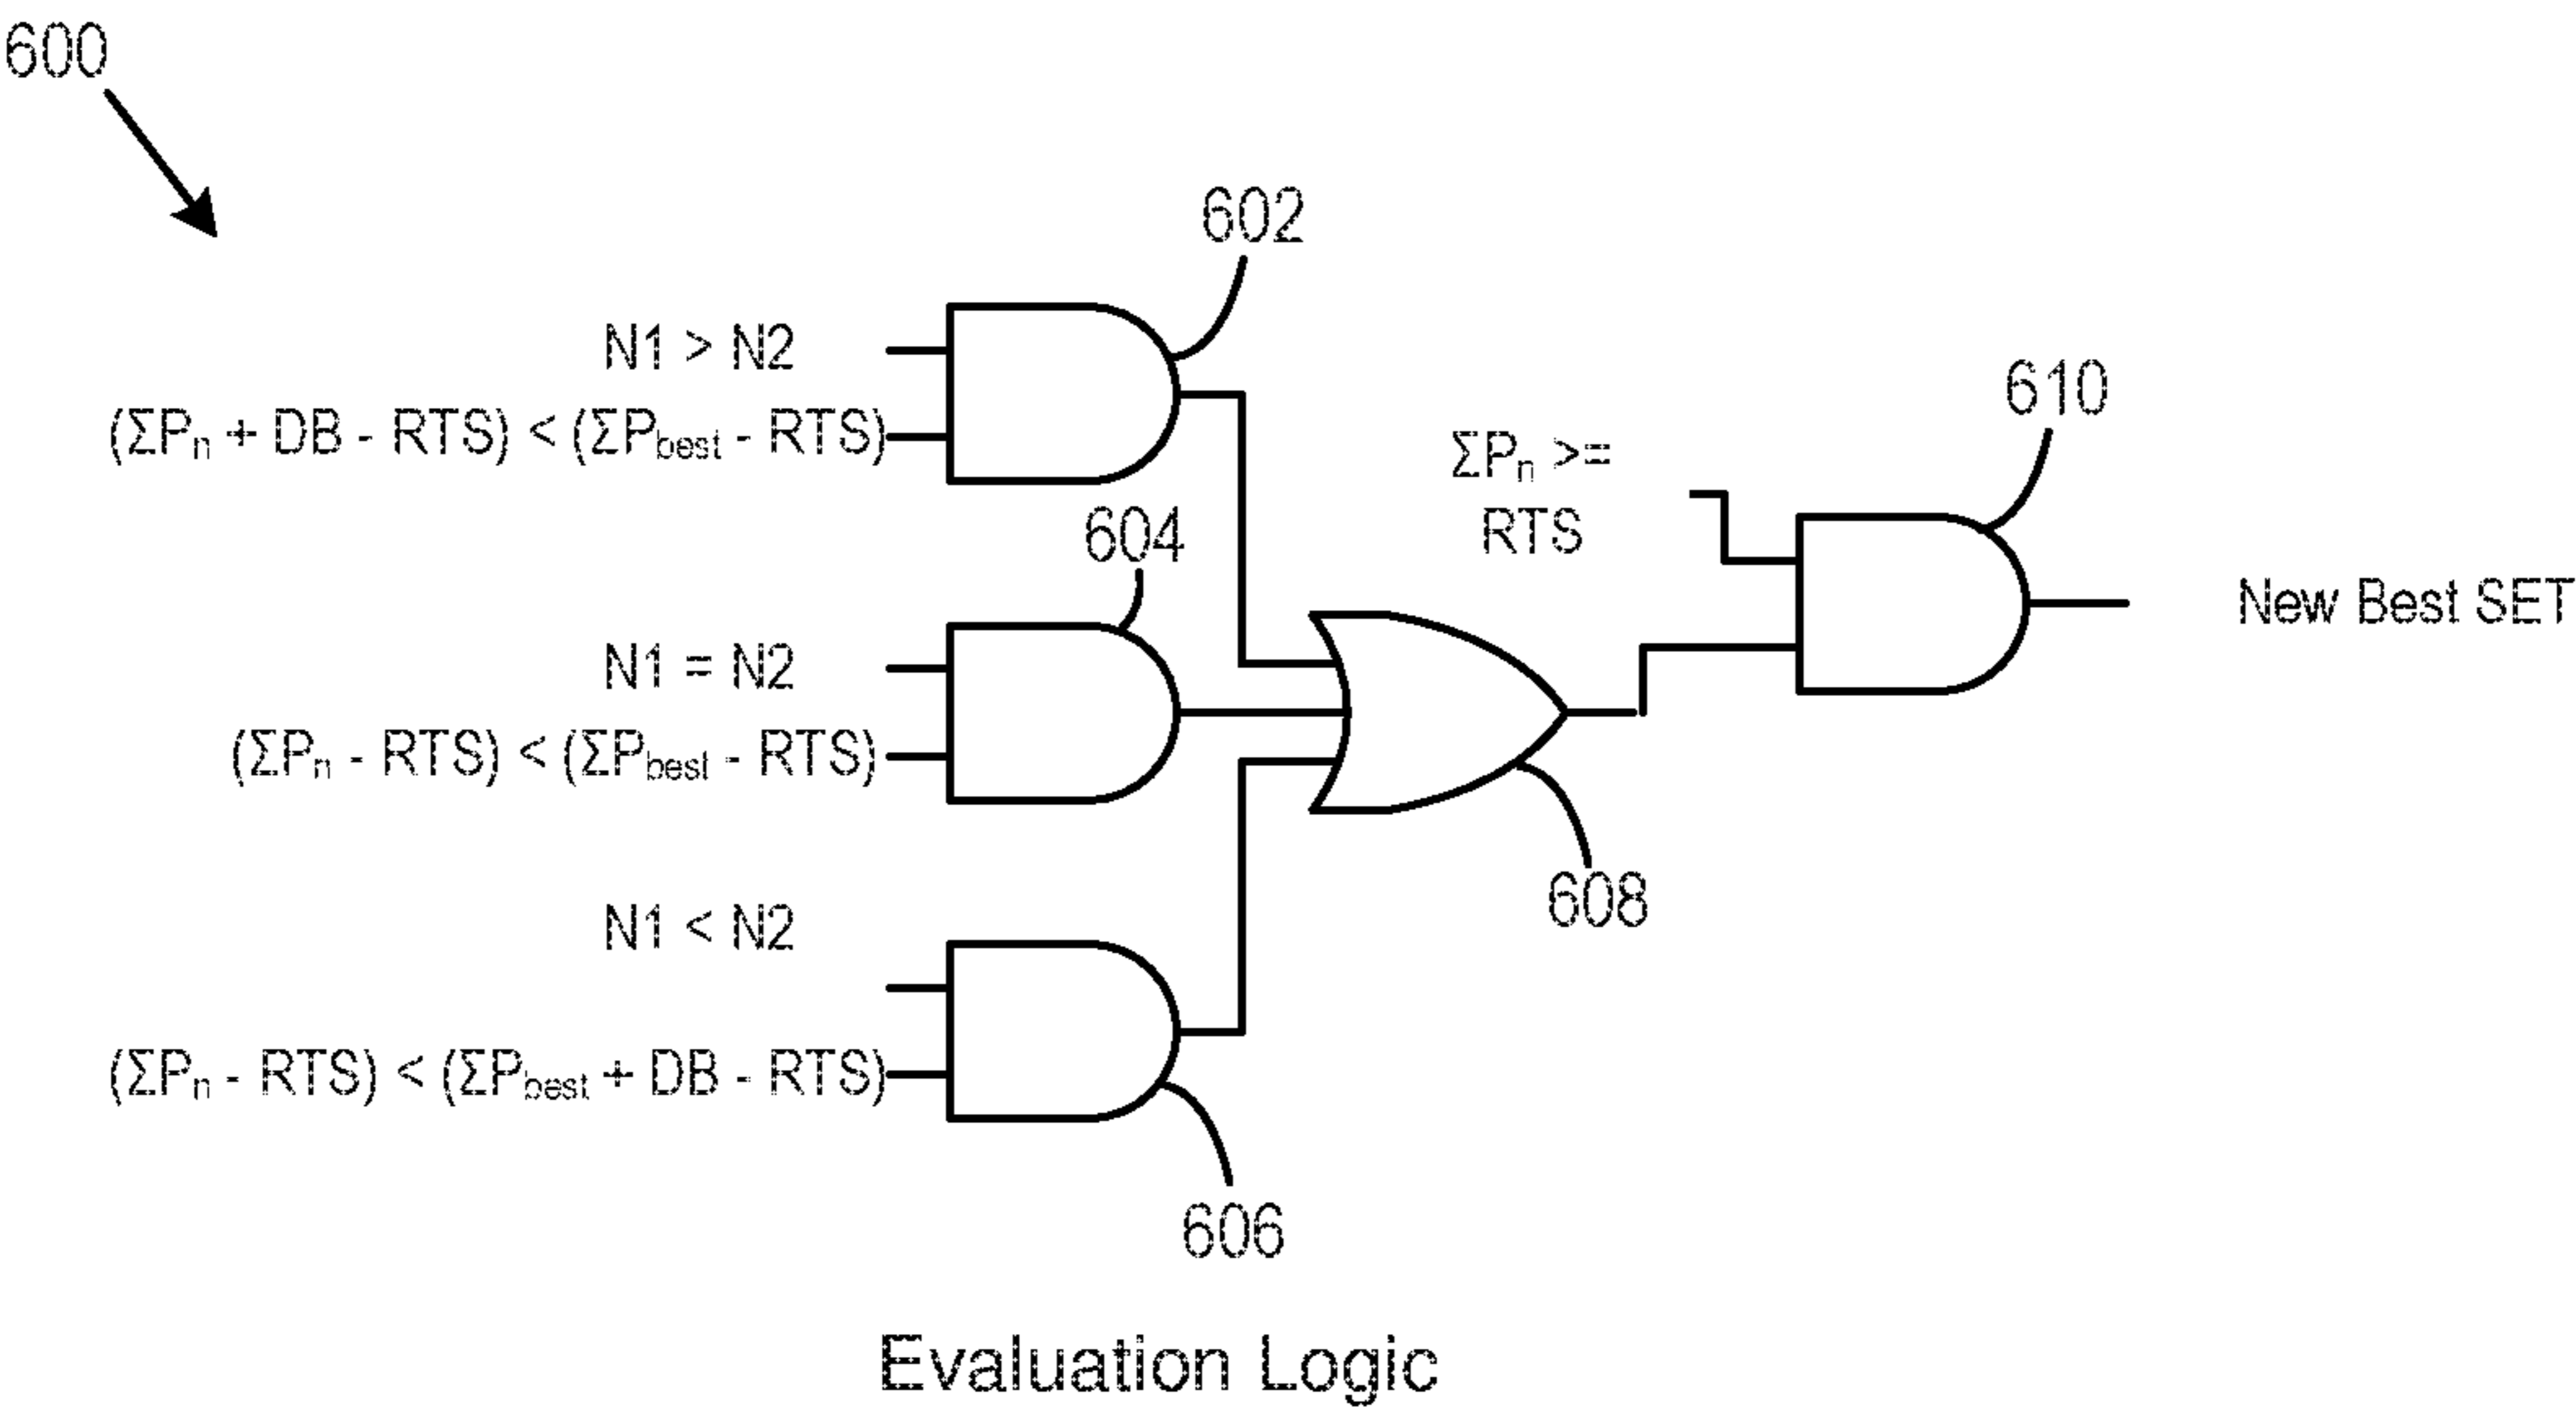 600
602
N1 > N2
(ΣPn + DB - RTS) < (ΣPbest - RTS)
610
ΣPn >=
RTS
604
New Best SET
N1 = N2
(ΣPn - RTS) < (ΣPbest - RTS)
608
N1 < N2
(ΣPn - RTS) < (ΣPbest + DB - RTS)
606
Evaluation Logic